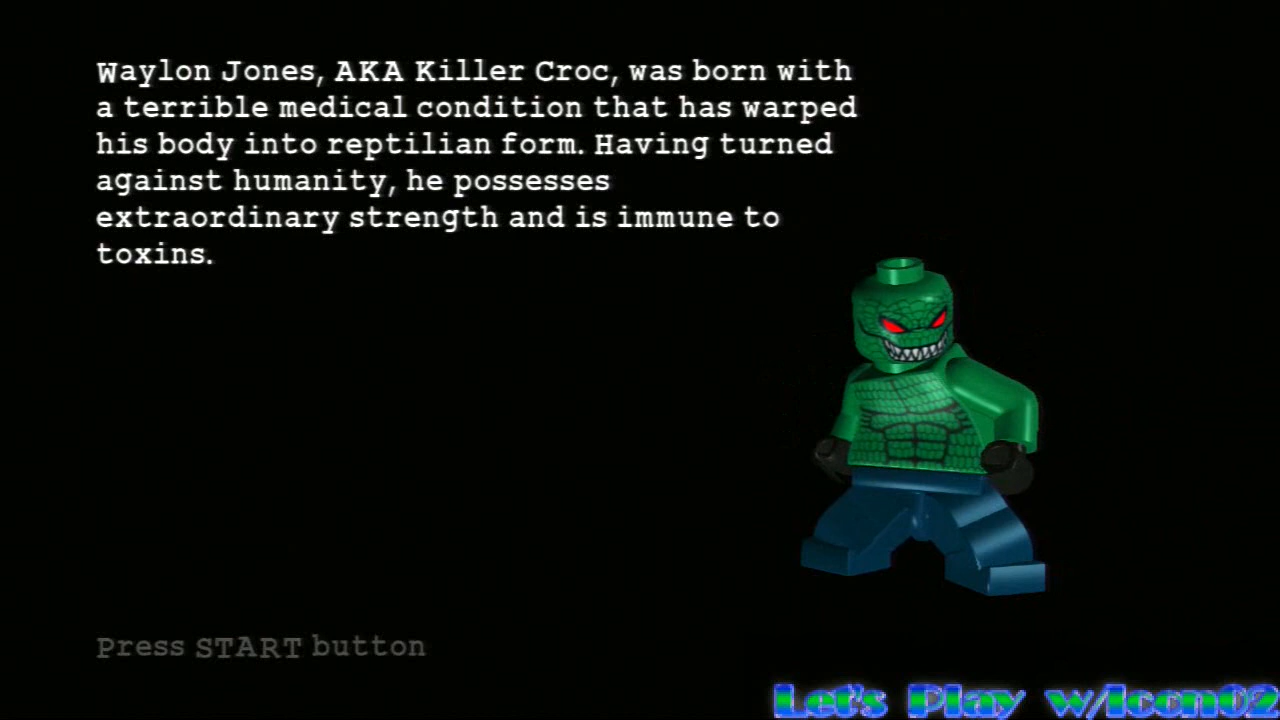 Waylon Jones, AKA Killer Croc, was born with
a terrible medical condition that has warped
his body into reptilian form. Having turned
against humanity, he possesses
extraordinary strength and is immune to
toxins.
Press START button
Let's Play w/Icon02